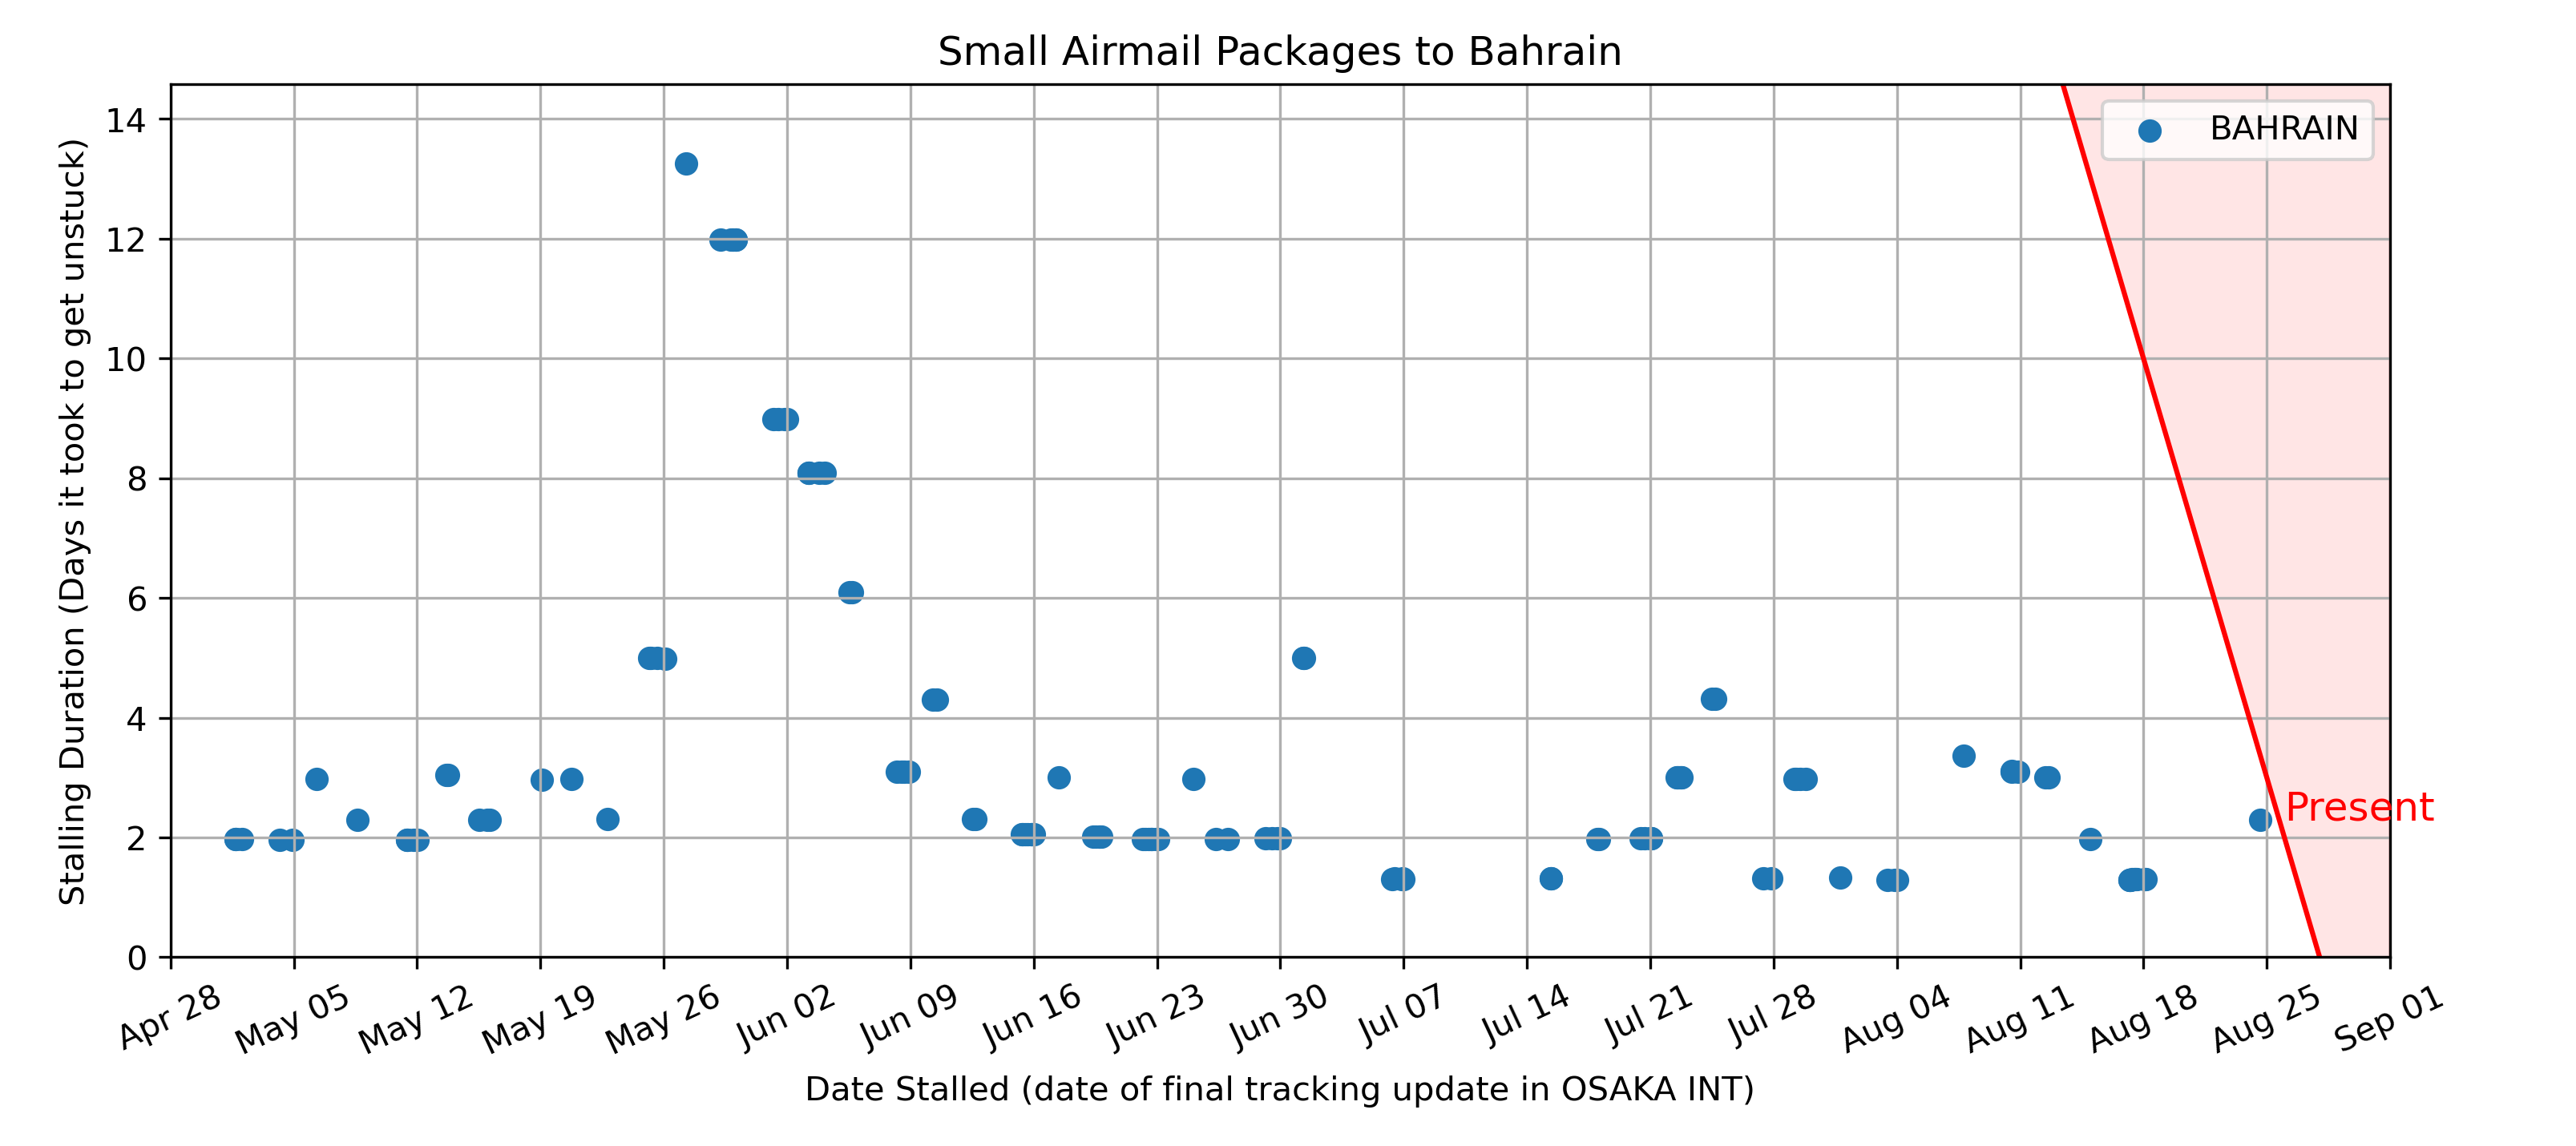 Small Airmail Packages to Bahrain
BAHRAIN
Stalling Duration (Days it took to get unstuck)
14
12
10
8
6
4
2
0
Present
Apr 28
May 05
May 12
May 19
May 26
Jun 02
Jun 09
Jun 16
Jun 23
Jun 30
Jul 07
Jul 14
Jul 21
Jul 28
Aug 04
Aug 11
Aug 18
Aug 25
Sep 01
Date Stalled (date of final tracking update in OSAKA INT)